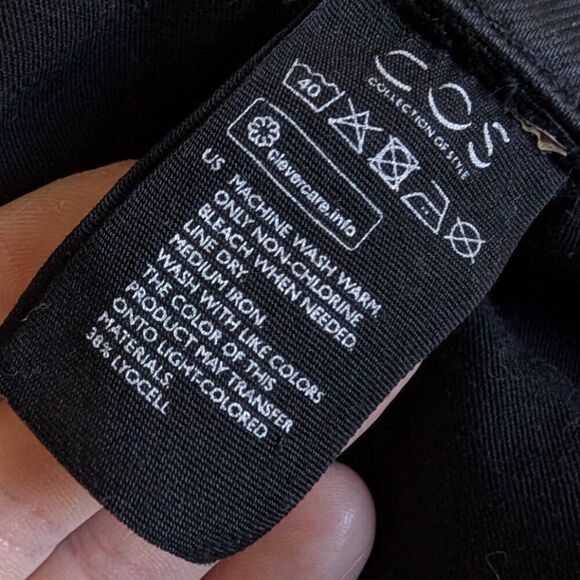 COS
COLLECTION OF STYLE
40
clevercare.info
US MACHINE WASH WARM.
ONLY NON-CHLORINE
BLEACH WHEN NEEDED.
LINE DRY.
MEDIUM IRON.
WASH WITH LIKE COLORS
THE COLOR OF THIS
PRODUCT MAY TRANSFER
ONTO LIGHT-COLORED
MATERIALS.
38% LYOCELL